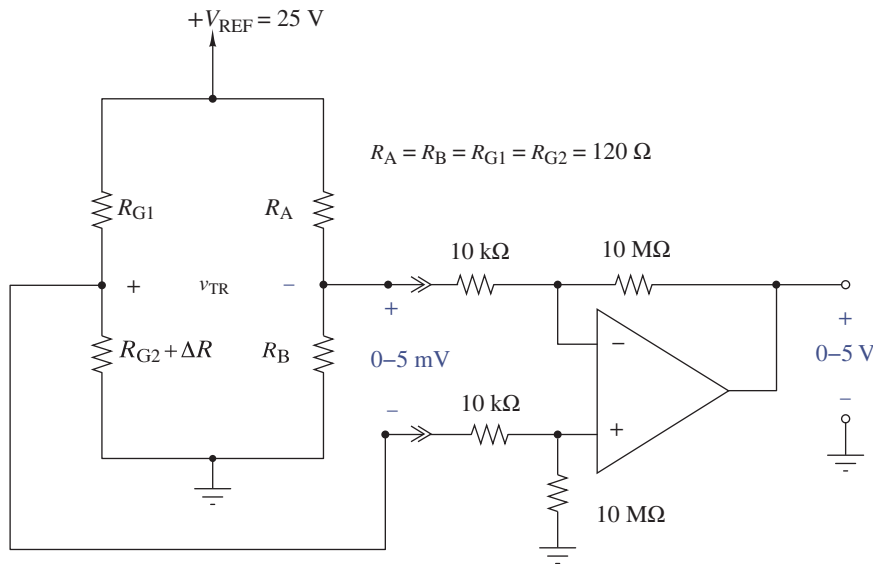 +V_REF = 25 V
R_A = R_B = R_G1 = R_G2 = 120 Ω
R_G1
R_A
10 kΩ
10 MΩ
+
v_TR
−
+
−
+
R_G2 + ΔR
R_B
0–5 mV
0–5 V
−
10 kΩ
+
−
10 MΩ